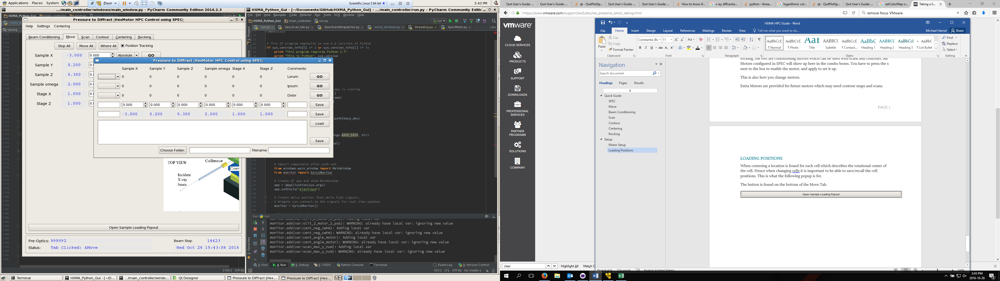 Applications Places System Player Scientific Linux 5 64-bit 3:43 PM
.../main_controller/windows/main_window.py - PyCharm Community Edition 2016.2.3
Pressure to Diffract |HexMotor HPC Control using SPEC|
Help Settings Centering
Beam Conditioning Move Scan Contour Centering Rocking
Stop All Move All Where All Position Tracking
Sample X -3.000 0.000 Absolute GO
Sample Y 0.200
Sample Z 0.300
Sample omega 2.000
Stage X 1.000
Stage Z 1.000
Pressure to Diffract |HexMotor HPC Control using SPEC|
Sample X Sample Y Sample Z Sample omega Stage X Stage Z Comments:
0 0 0 0 0 0 Lorum GO
0 0 0 0 0 0 Ipsum GO
0 0 0 0 0 0 Dolor GO
0.000 0.000 0.000 0.000 0.000 0.000 Save
-3.000 0.200 0.300 2.000 1.000 1.000 Save
Load
Save
Choose Folder: Filename
TOP VIEW
Collimator
Incident
X-ray
beam
Open Sample Loading Popout
Pre-Optics: 999992 Beam Stop: 14423
Status: Tab Clicked: &Move Wed Oct 26 15:43:06 2016
1740:1 UTF-8
HXMA_Python_Gui - [~/Documents/GitHub/HXMA_Python_Gui] - .../main_controller/run.py - PyCharm Community Editic
File Edit View Navigate Code Refactor Run Tools VCS Window Help
HXMA_Python_Gui main_controller run.py run
run.py SpecScan_toki.py SpecEventsDispatcher.py minor_windows.py threading.py SpecMotor.py
# This QT program segfaults on non-2.6 versions of Python
if sys.version_info[0] != 2 or sys.version_info[1] != 7:
print "This program requires Python 2.7"
print "This is Python", sys.version
app is running
.path(base_abs)
ings.BASE_PATH, dir)
# Import components after path set
from windows.main_window import MainWindow
from monitor import EpicsMonitor
# Create QT app and show MainWindow
app = QApplication(sys.argv)
app.setStyle("plastique")
# Create epics monitor that emits PyQt signals.
# Widgets can connect to the signals for real time updates
monitor = EpicsMonitor()
Run run
monitor.add(var:slit_2_motor_2_pos): WARNING: already have local var: ignoring new value
monitor.add(var:cent_neg_cwhm): Adding local var
monitor.add(var:cent_neg_cwhm): WARNING: already have local var: ignoring new value
monitor.add(var:cent_angle_motor): Adding local var
monitor.add(var:cent_angle_motor): WARNING: already have local var: ignoring new value
monitor.add(var:scan_max_y_num): Adding local var
monitor.add(var:scan_max_y_num): WARNING: already have local var: ignoring new value
3: Find 4: Run 5: Debug 6: TODO Python Console Terminal Event Log 9: Version Control
503:1 LF UTF-8 Git: master
Terminal HXMA_Python_Gui - [~/D... .../main_controller/windo... Qt Designer Pressure to Diffract |Hex... Pressure to Diffract |Hex...
Qwt User's Guide: ... Qwt User's Guide: ... qt - QwtPlotSp... Qwt User's Guide: ... Qwt User's Guide: ... How to know if... x ray diffractio... python - threa... logarithmic col... qt - QwtPlotSp... Qwt User's Guide: ... setColorMap n... Taking a S...
https://www.vmware.com/support/ws5/doc/ws_preserve_sshot_taking.html remove focus VMware
vmware
CLOUD SERVICES
PRODUCTS
SUPPORT
DOWNLOADS
PROFESSIONAL
SERVICES
PARTNER
PROGRAMS
SOLUTIONS
COMPANY
clear Highlight All Match C
HXMA HPC Guide - Word
File Home Insert Design Layout References Mailings Review View Tell me what you want to do... Michael Hamel Share
Paste Cut Copy Format Painter
Constantia (Bc 11
Normal Photo Title Subtitle Contact... Heading 1 Heading 2 Heading 3 List Bullet
Find Replace Select
Clipboard Font Paragraph Styles Editing
Navigation
Search document
Headings Pages Results
Quick Guide
SPEC
Move
Beam Conditioning
Scan
Contour
Centering
Rocking
Setup
Motor Setup
Loading Positions
rocking, the rest are conditioning motors which can be used with scans and contours. All
Motors configured in SPEC will show up here in the combo boxes. You have to press the x
next to the box to enable the motor, and apply to set it up.
This is also how you change motors.
Extra Motors are provided for future motors which may need contour maps and scans.
PAGE 7
LOADING POSITIONS
When centering a location is found for each cell which describes the rotational center of
the cell. Hence when changing cells it is important to be able to save/recall the cell
positions. This is what the following popup is for.
The button is found on the bottom of the Move Tab.
Open Sample Loading Popout
Page 9 of 9 715 words English (United States) 100%
3:43 PM
2016-10-26